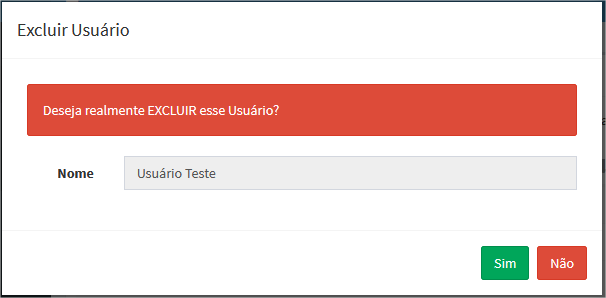 Excluir Usuário
Deseja realmente EXCLUIR esse Usuário?
Nome
Usuário Teste
Sim
Não